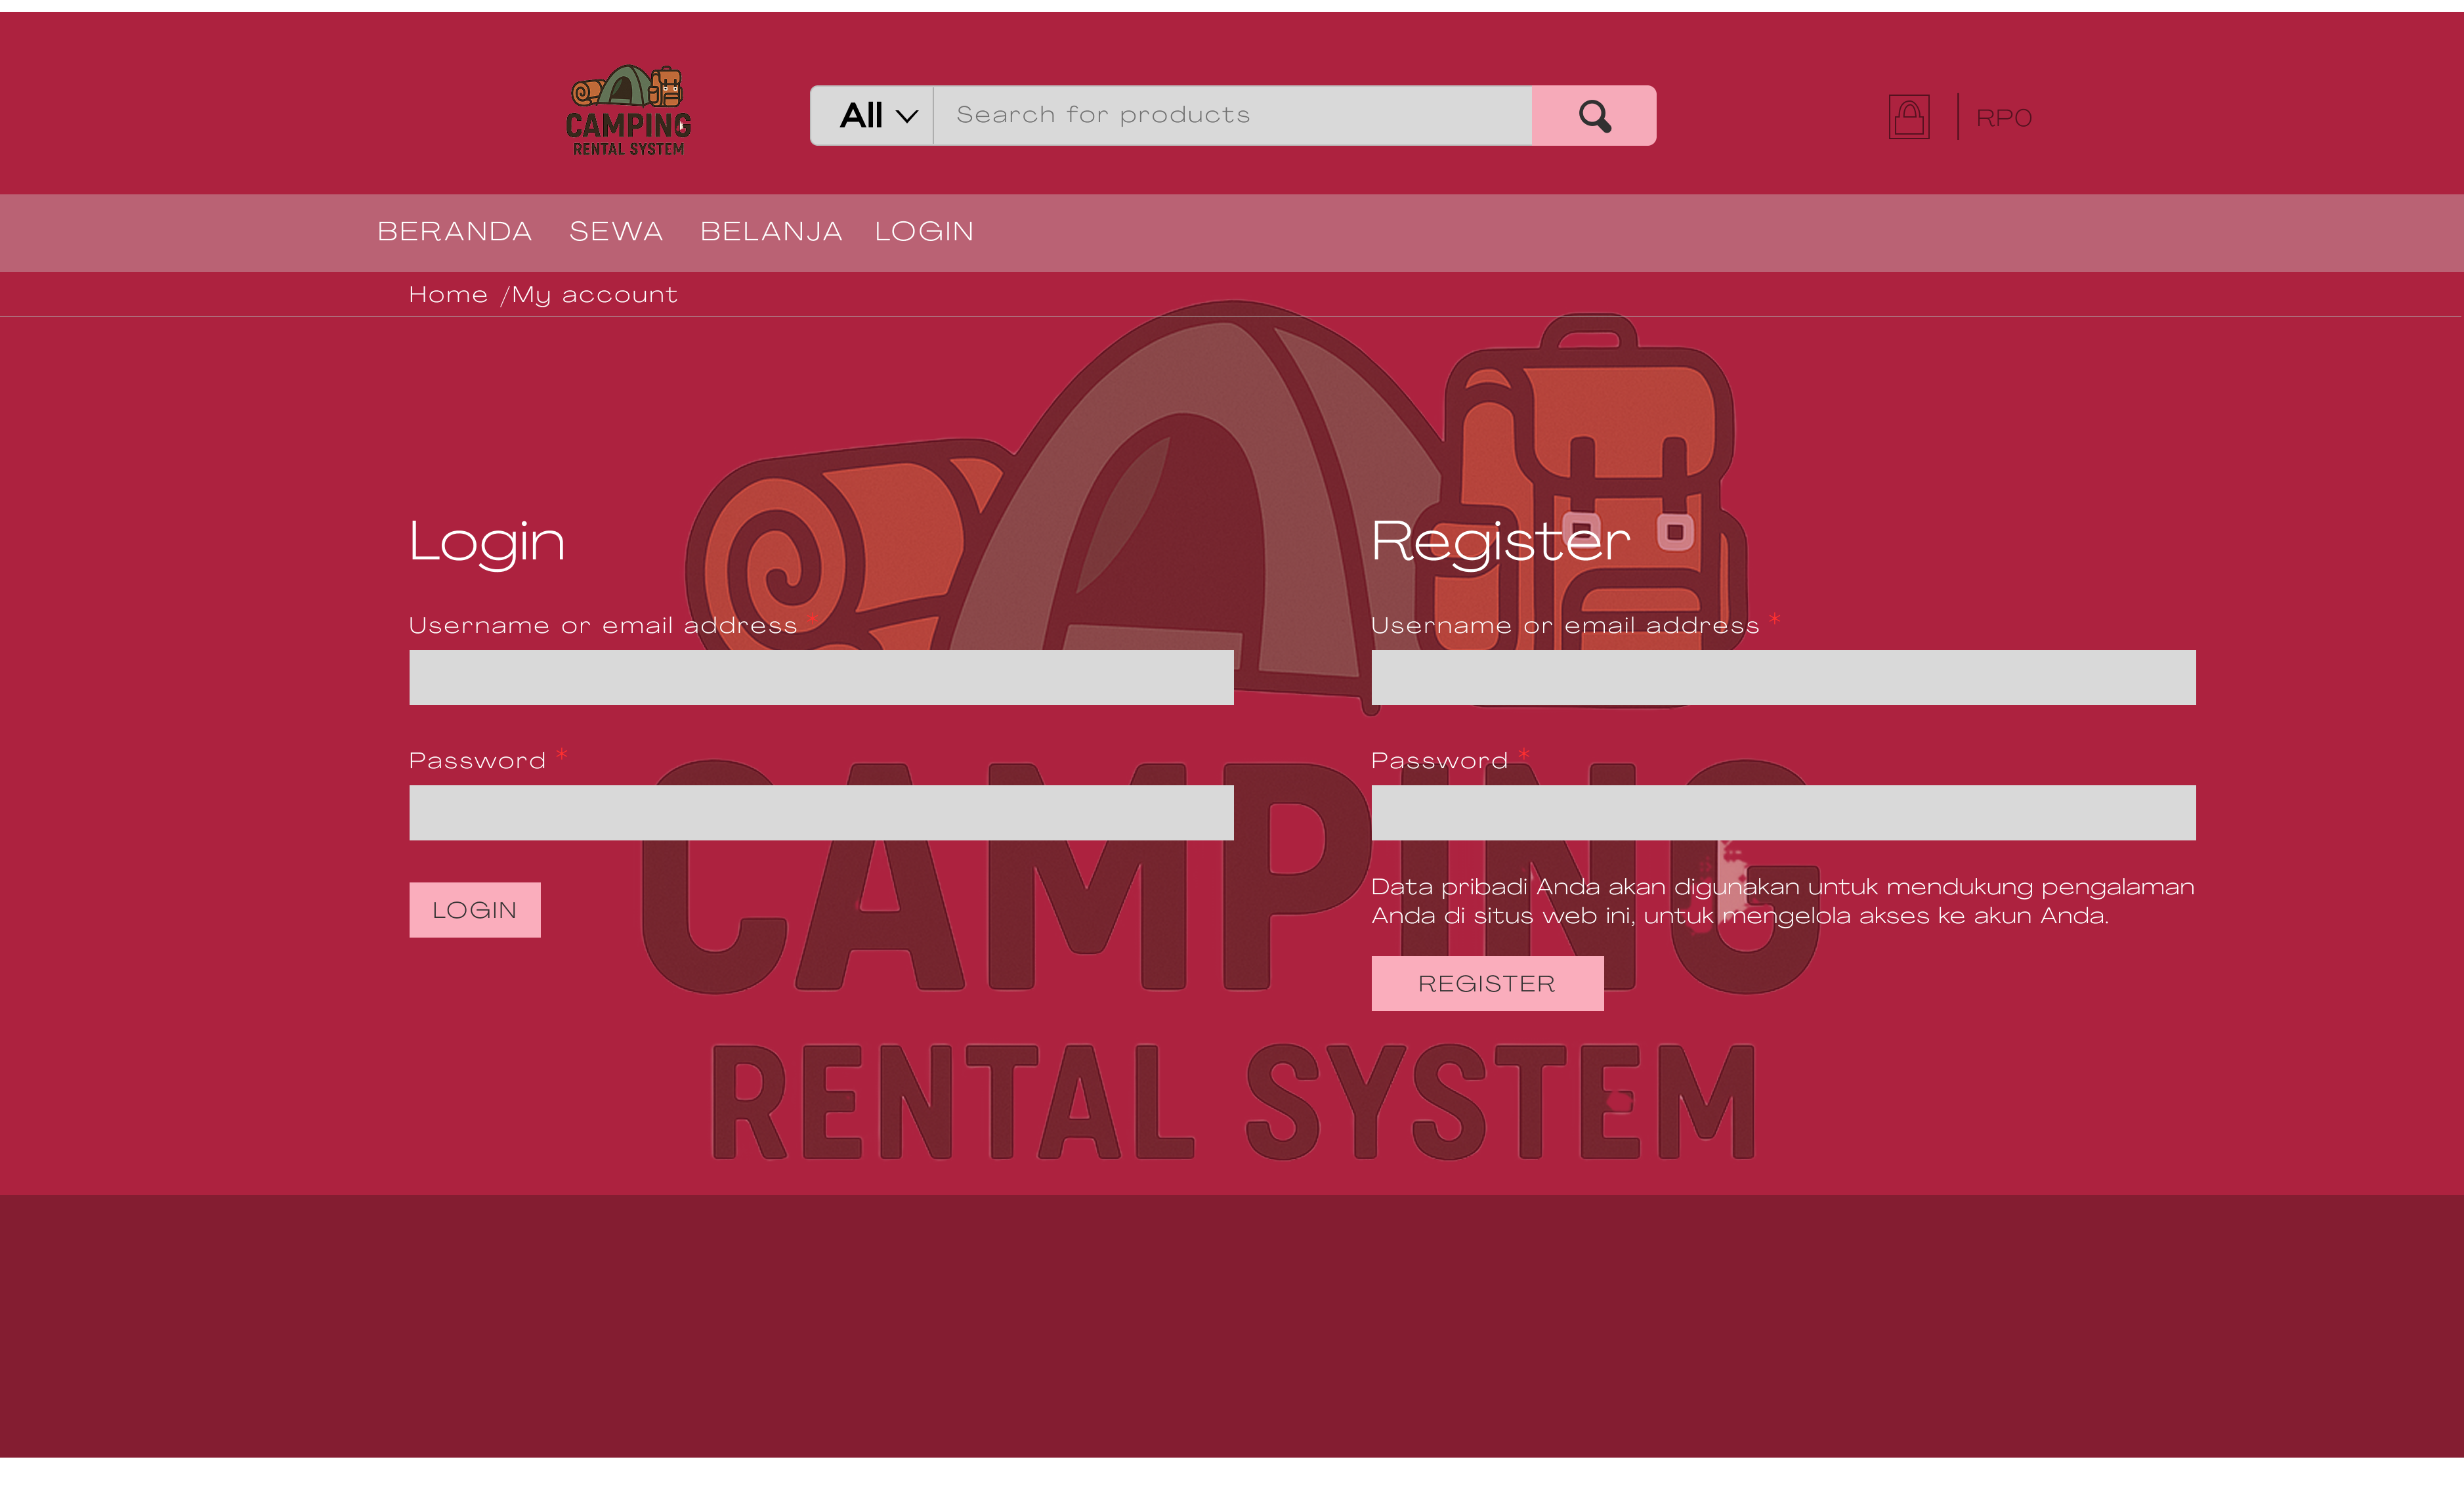 CAMPING
RENTAL SYSTEM
All
Search for products
RP0
BERANDA SEWA BELANJA LOGIN
Home /My account
Login
Username or email address *
Password *
LOGIN
Register
Username or email address *
Password *
Data pribadi Anda akan digunakan untuk mendukung pengalaman
Anda di situs web ini, untuk mengelola akses ke akun Anda.
REGISTER
CAMPING
RENTAL SYSTEM